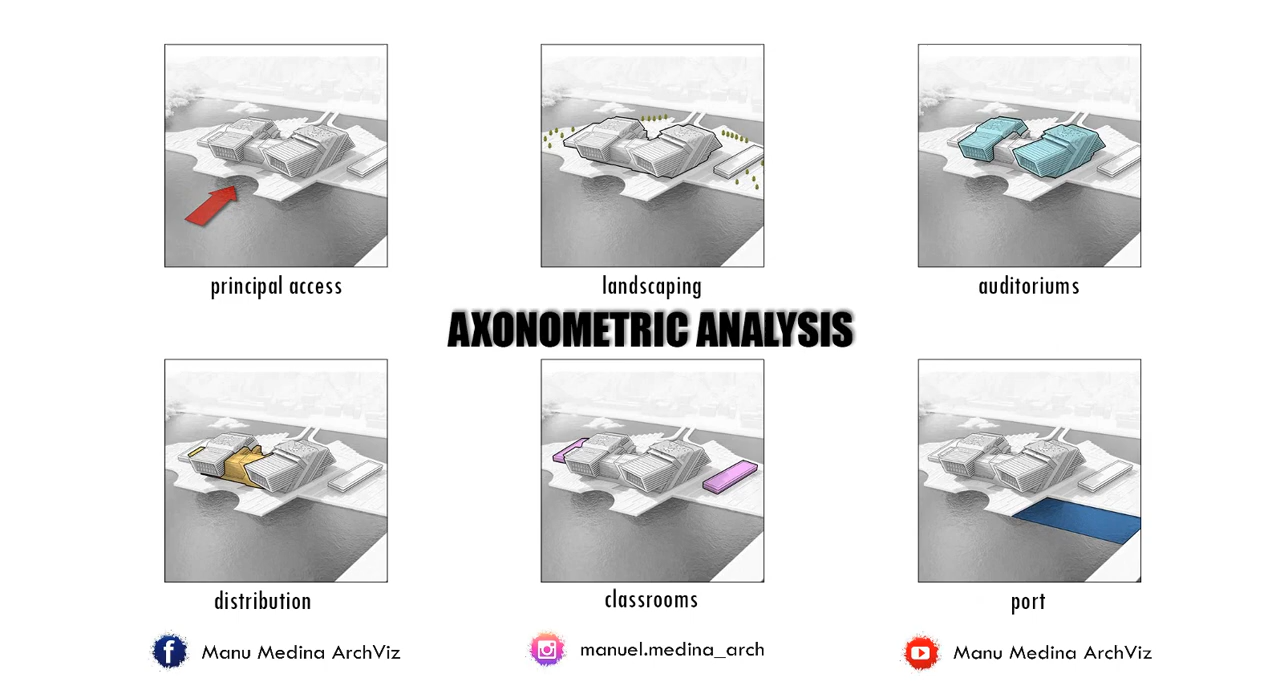 principal access
landscaping
auditoriums
AXONOMETRIC ANALYSIS
distribution
classrooms
port
Manu Medina ArchViz
manuel.medina_arch
Manu Medina ArchViz